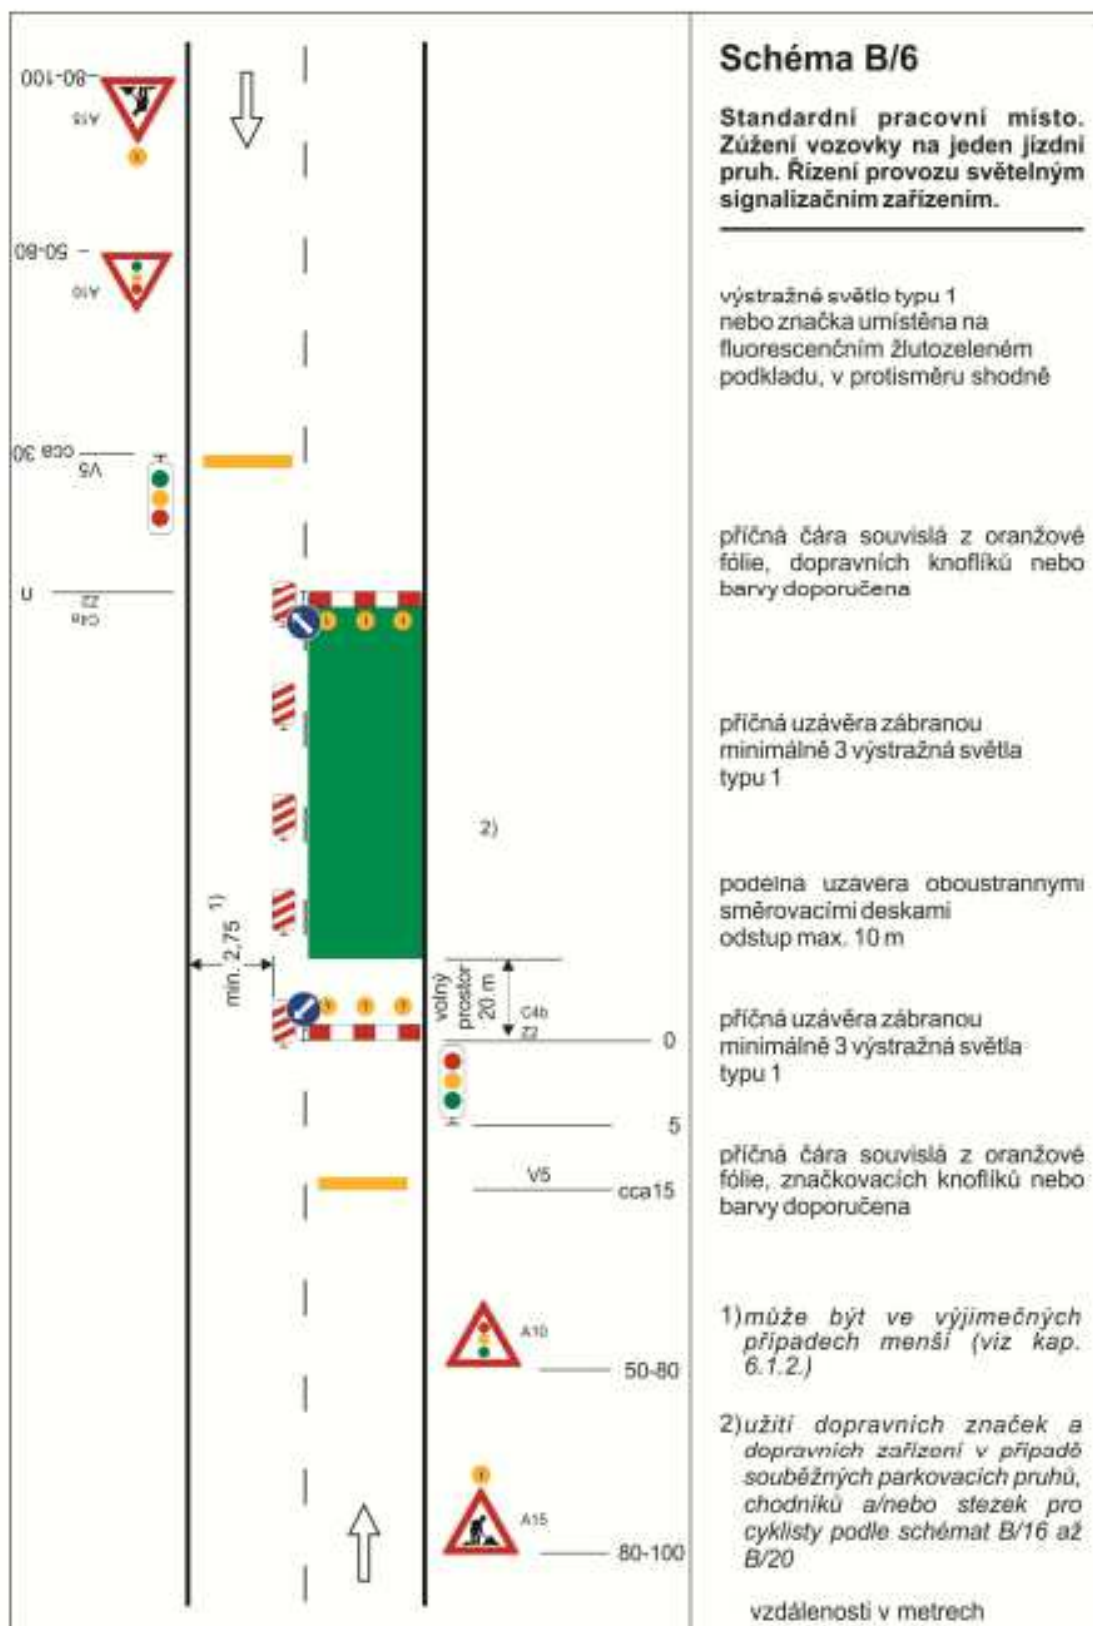 Schéma B/6
Standardní pracovní místo.
Zúžení vozovky na jeden jízdní
pruh. Řízení provozu světelným
signalizačním zařízením.
výstražné světlo typu 1
nebo značka umístěna na
fluorescenčním žlutozeleném
podkladu, v protisměru shodně
příčná čára souvislá z oranžové
fólie, dopravních knoflíků nebo
barvy doporučena
příčná uzávěra zábranou
minimálně 3 výstražná světla
typu 1
podélná uzávěra oboustrannými
směrovacími deskami
odstup max. 10 m
příčná uzávěra zábranou
minimálně 3 výstražná světla
typu 1
příčná čára souvislá z oranžové
fólie, značkovacích knoflíků nebo
barvy doporučena
1) může být ve výjimečných
případech menší (viz kap.
6.1.2.)
2) užití dopravních značek a
dopravních zařízení v případě
souběžných parkovacích pruhů,
chodníků a/nebo stezek pro
cyklisty podle schémat B/16 až
B/20
vzdálenosti v metrech
80-100
A15
50-80
A10
cca 30
V5
0
Z2
C4a
2)
min. 2,75 1)
volný
prostor
20 m
C4b
Z2
0
5
V5
cca15
A10
50-80
A15
80-100